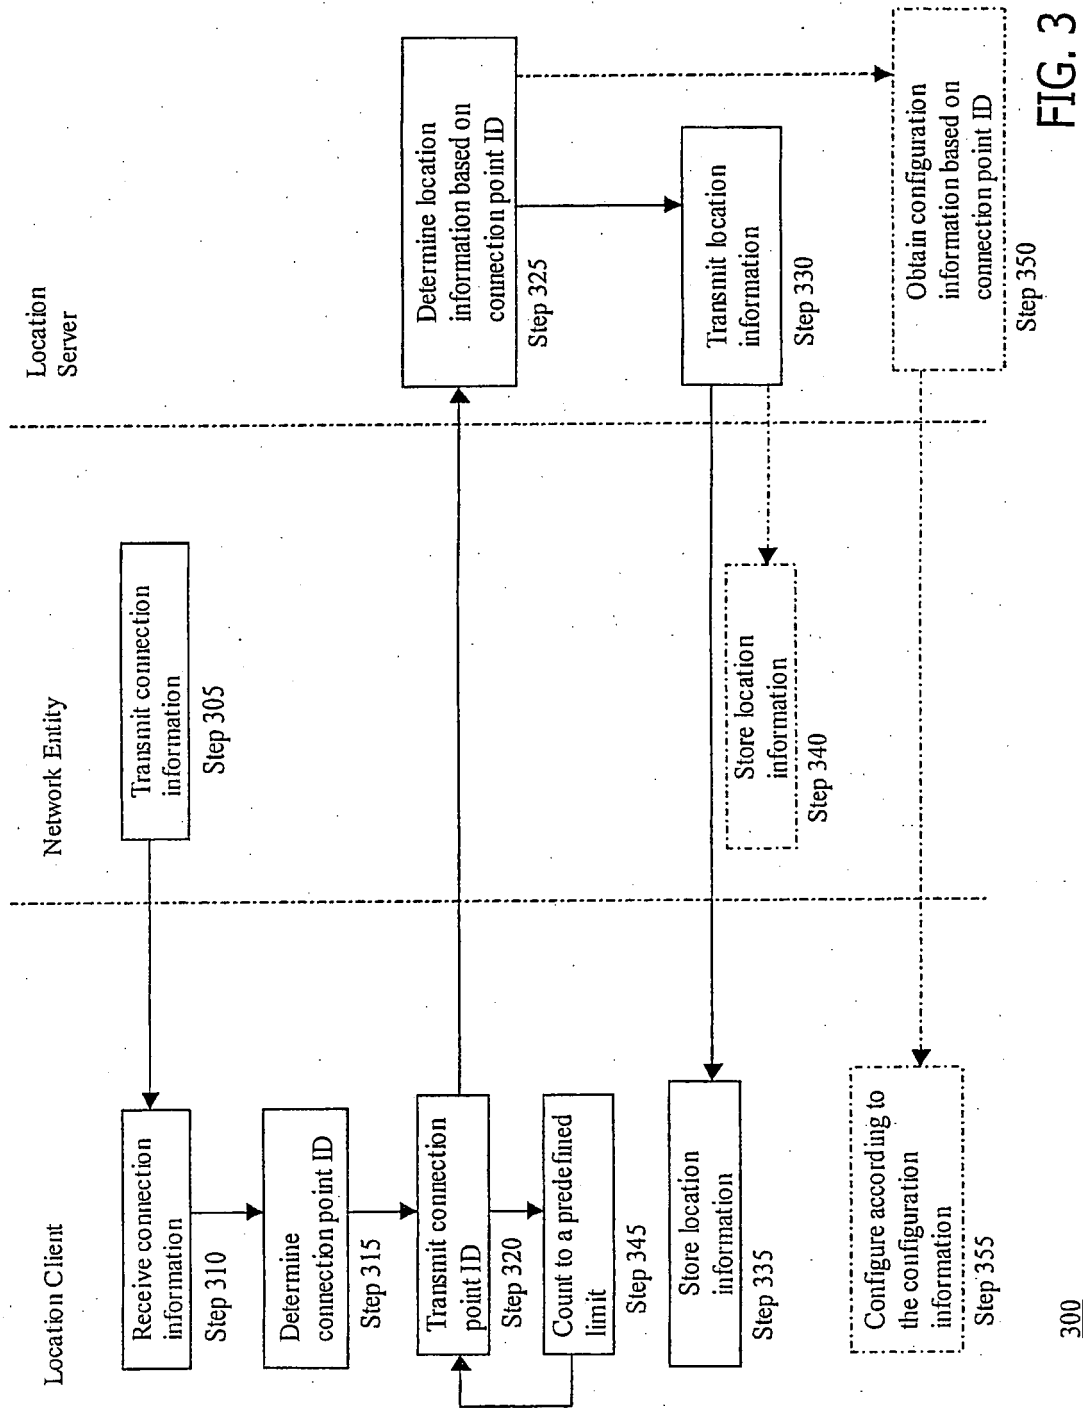 Location Client
Network Entity
Location
Server
Transmit connection
information
Step 305
Receive connection
information
Step 310
Determine
connection point ID
Step 315
Transmit connection
point ID
Step 320
Determine location
information based on
connection point ID
Step 325
Count to a predefined
limit
Step 345
Transmit location
information
Step 330
Store location
information
Step 335
Store location
information
Step 340
Obtain configuration
information based on
connection point ID
Step 350
Configure according to
the configuration
information
Step 355
300
FIG. 3